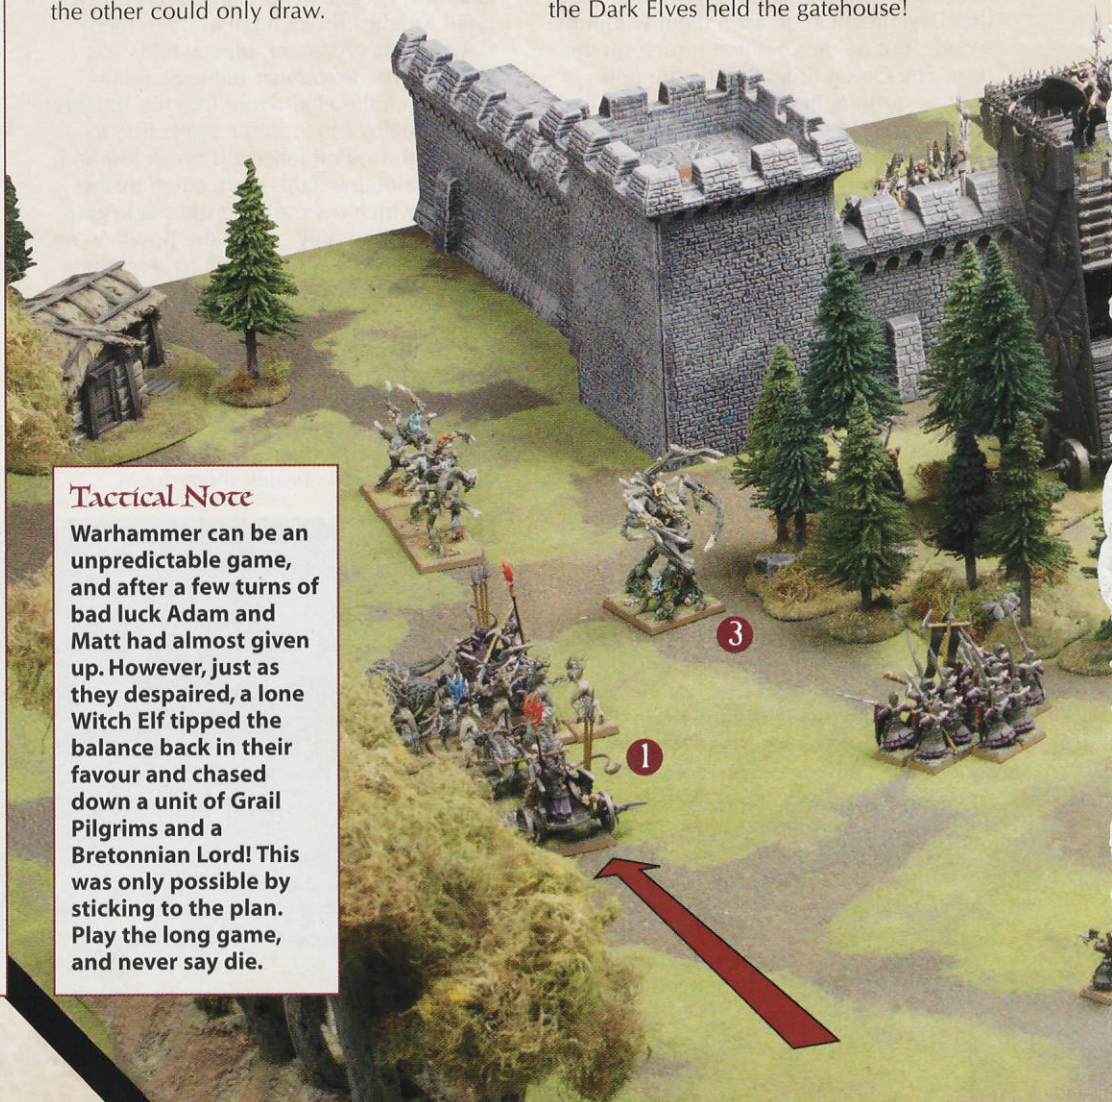 the other could only draw.
the Dark Elves held the gatehouse!
Tactical Note
Warhammer can be an
unpredictable game,
and after a few turns of
bad luck Adam and
Matt had almost given
up. However, just as
they despaired, a lone
Witch Elf tipped the
balance back in their
favour and chased
down a unit of Grail
Pilgrims and a
Bretonnian Lord! This
was only possible by
sticking to the plan.
Play the long game,
and never say die.
3
1